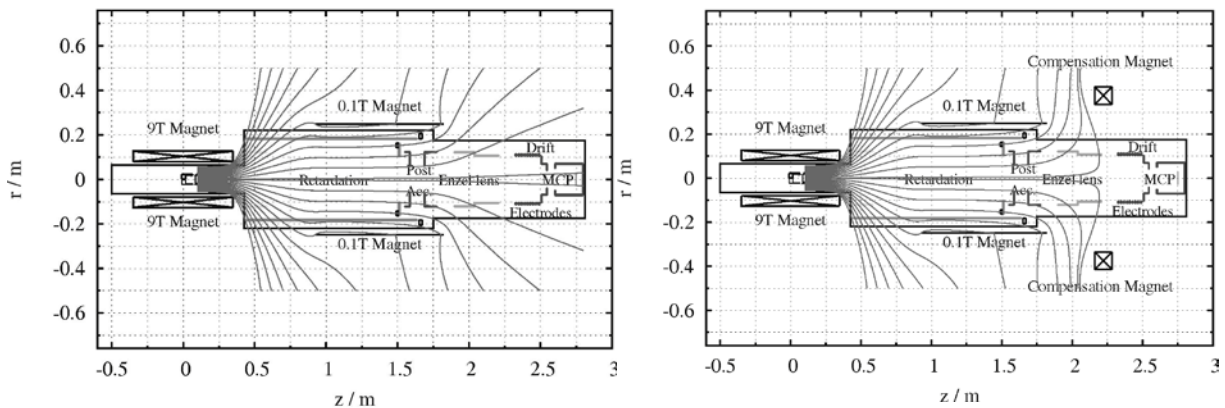 0.6
0.4
0.2
0
-0.2
-0.4
-0.6
r / m
0.1T Magnet
9T Magnet
Drift
Post
Retardation
Enzel lens
MCP
Acc.
9T Magnet
Electrodes
0.1T Magnet
-0.5
0
0.5
1
1.5
2
2.5
3
z / m
0.6
0.4
0.2
0
-0.2
-0.4
-0.6
r / m
Compensation Magnet
0.1T Magnet
9T Magnet
Drift
Post
Retardation
Enzel lens
MCP
Acc.
9T Magnet
Electrodes
0.1T Magnet
Compensation Magnet
-0.5
0
0.5
1
1.5
2
2.5
3
z / m